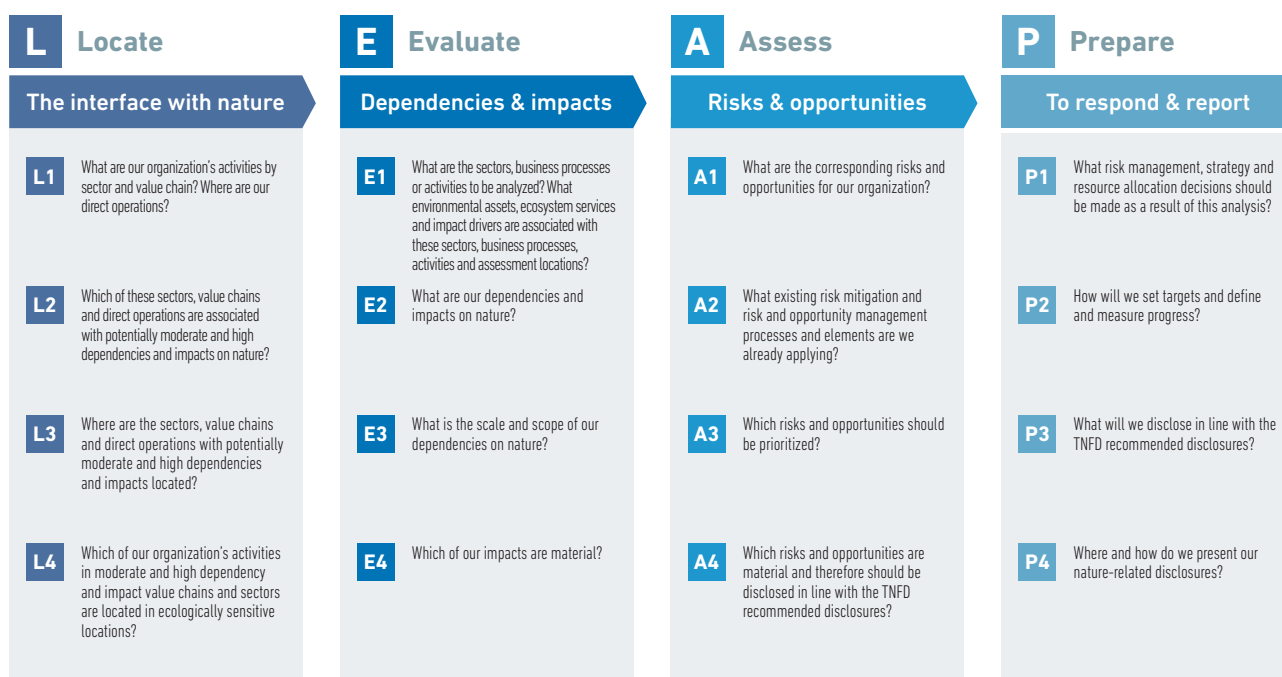 L Locate
The interface with nature
L1
What are our organization's activities by
sector and value chain? Where are our
direct operations?
L2
Which of these sectors, value chains
and direct operations are associated
with potentially moderate and high
dependencies and impacts on nature?
L3
Where are the sectors, value chains
and direct operations with potentially
moderate and high dependencies
and impacts located?
L4
Which of our organization's activities
in moderate and high dependency
and impact value chains and sectors
are located in ecologically sensitive
locations?
E Evaluate
Dependencies & impacts
E1
What are the sectors, business processes
or activities to be analyzed? What
environmental assets, ecosystem services
and impact drivers are associated with
these sectors, business processes,
activities and assessment locations?
E2
What are our dependencies and
impacts on nature?
E3
What is the scale and scope of our
dependencies on nature?
E4
Which of our impacts are material?
A Assess
Risks & opportunities
A1
What are the corresponding risks and
opportunities for our organization?
A2
What existing risk mitigation and
risk and opportunity management
processes and elements are we
already applying?
A3
Which risks and opportunities should
be prioritized?
A4
Which risks and opportunities are
material and therefore should be
disclosed in line with the TNFD
recommended disclosures?
P Prepare
To respond & report
P1
What risk management, strategy and
resource allocation decisions should
be made as a result of this analysis?
P2
How will we set targets and define
and measure progress?
P3
What will we disclose in line with the
TNFD recommended disclosures?
P4
Where and how do we present our
nature-related disclosures?